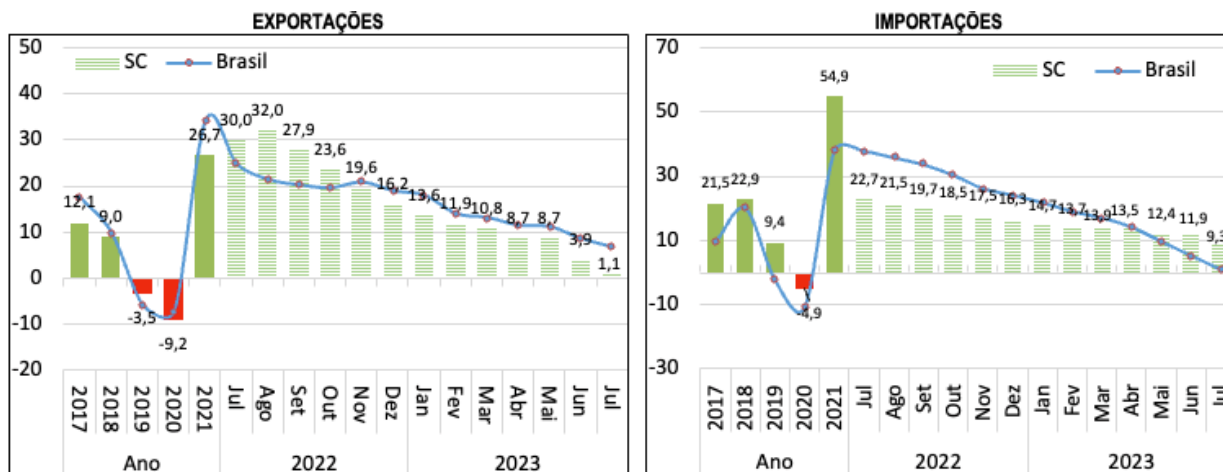 EXPORTAÇÕES
50
40
30
20
10
0
-10
-20
SC
Brasil
12,1
9,0
-3,5
-9,2
26,7
30,0
32,0
27,9
23,6
19,6
16,2
13,6
11,9
10,8
8,7
8,7
3,9
1,1
2017
2018
2019
2020
2021
Jul
Ago
Set
Out
Nov
Dez
Jan
Fev
Mar
Abr
Mai
Jun
Jul
Ano
2022
2023
IMPORTAÇÕES
70
50
30
10
-10
-30
SC
Brasil
21,5
22,9
9,4
-4,9
54,9
22,7
21,5
19,7
18,5
17,5
16,3
14,7
13,7
13,9
13,5
12,4
11,9
9,3
2017
2018
2019
2020
2021
Jul
Ago
Set
Out
Nov
Dez
Jan
Fev
Mar
Abr
Mai
Jun
Jul
Ano
2022
2023